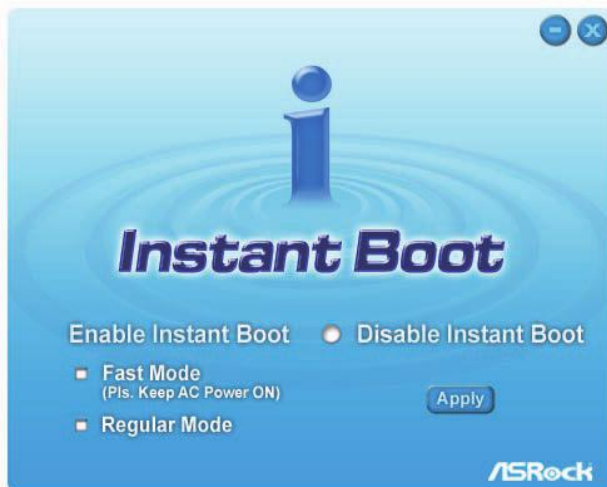 i
Instant Boot
Enable Instant Boot
Disable Instant Boot
Fast Mode
(Pls. Keep AC Power ON)
Regular Mode
Apply
ASRock